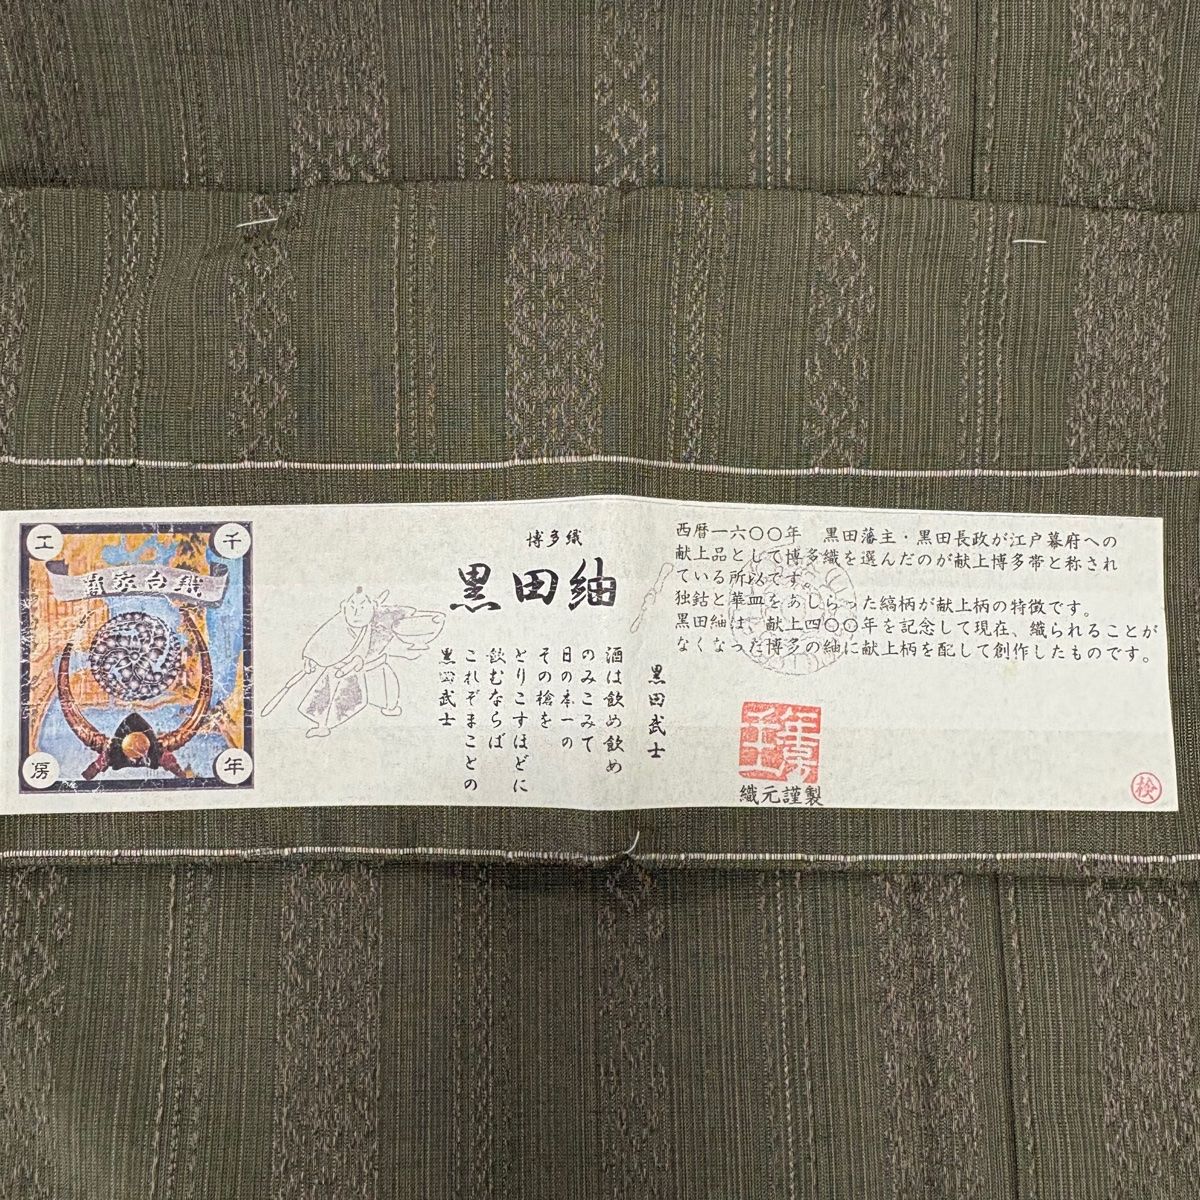 千
年
工
房
博多織
黒田紬
黒田武士
酒は飲め飲め
のみこみて
日の本一の
その槍を
とりこすほどに
飲むならば
これぞまことの
黒田武士
西暦一六〇〇年　黒田藩主・黒田長政が江戸幕府への
献上品として博多織を選んだのが献上博多帯と称され
ている所以です。
独鈷と華皿をあしらった縞柄が献上柄の特徴です。
黒田紬は、献上四〇〇年を記念して現在、織られることが
なくなった博多の紬に献上柄を配して創作したものです。
千年工房
織元謹製
検